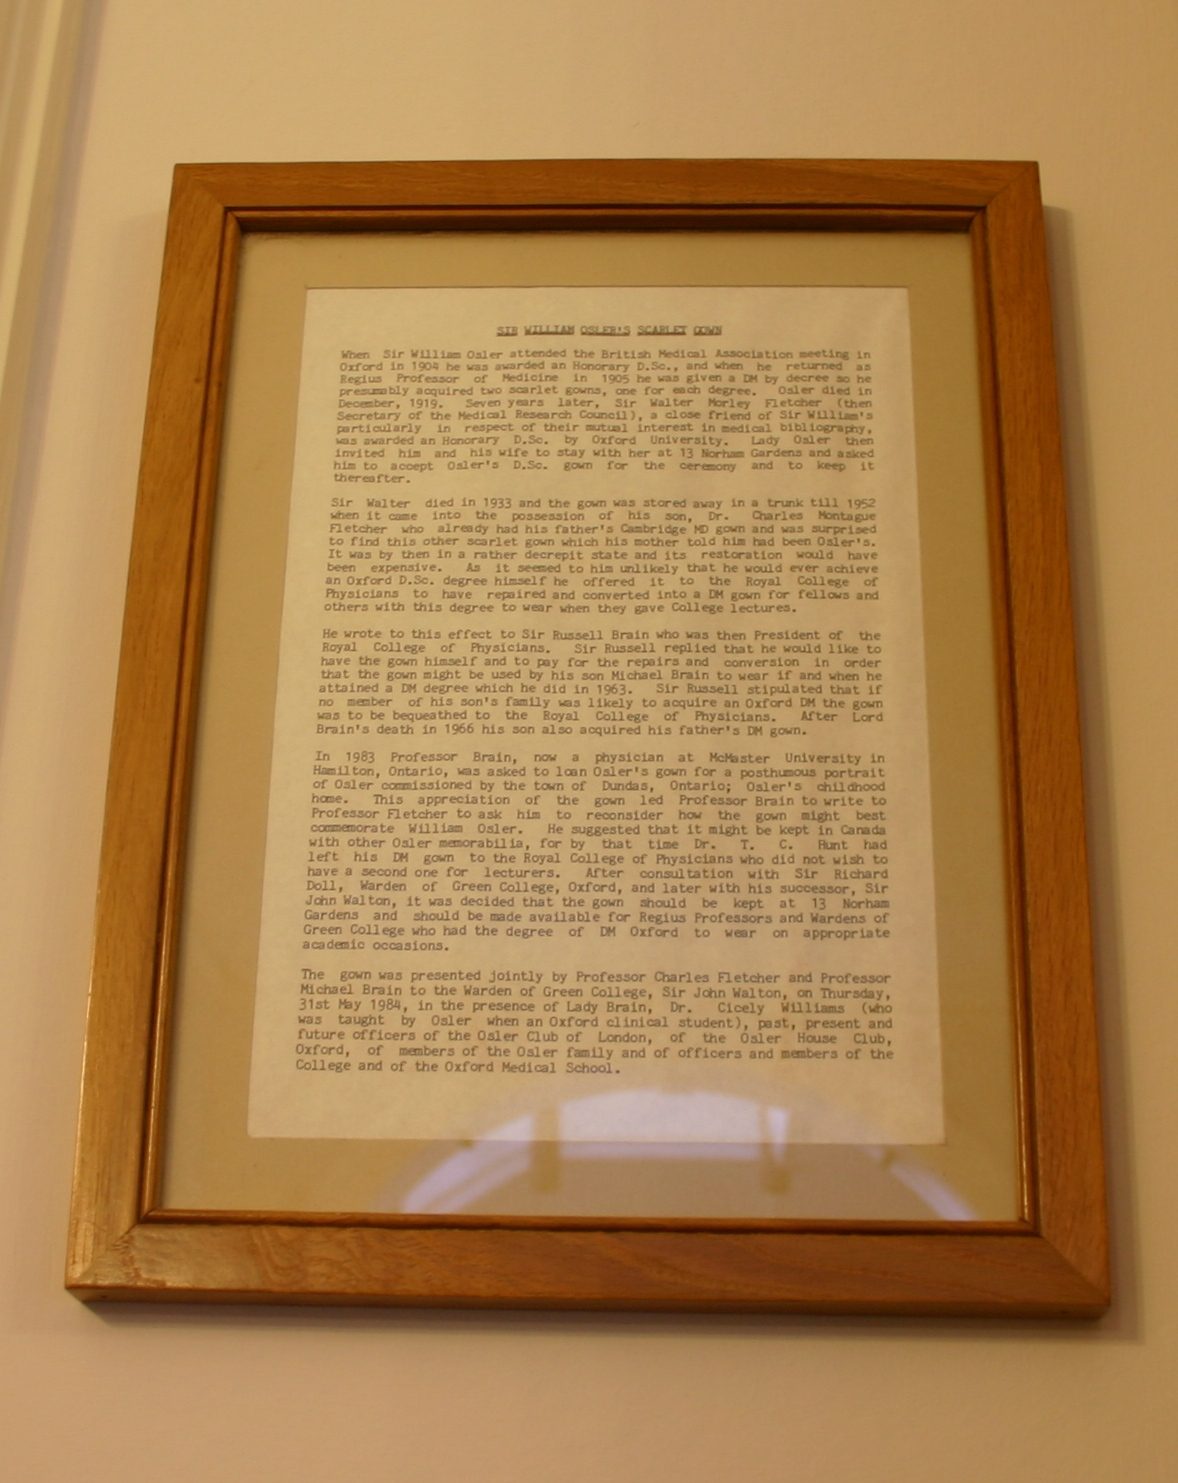 SIR WILLIAM OSLER'S SCARLET GOWN
When Sir William Osler attended the British Medical Association meeting in
Oxford in 1904 he was awarded an Honorary D.Sc., and when he returned as
Regius Professor of Medicine in 1905 he was given a DM by decree so he
presumably acquired two scarlet gowns, one for each degree. Osler died in
December, 1919. Seven years later, Sir Walter Morley Fletcher (then
Secretary of the Medical Research Council), a close friend of Sir William's
particularly in respect of their mutual interest in medical bibliography,
was awarded an Honorary D.Sc. by Oxford University. Lady Osler then
invited him and his wife to stay with her at 13 Norham Gardens and asked
him to accept Osler's D.Sc. gown for the ceremony and to keep it
thereafter.
Sir Walter died in 1933 and the gown was stored away in a trunk till 1952
when it came into the possession of his son, Dr. Charles Montague
Fletcher who already had his father's Cambridge MD gown and was surprised
to find this other scarlet gown which his mother told him had been Osler's.
It was by then in a rather decrepit state and its restoration would have
been expensive. As it seemed to him unlikely that he would ever achieve
an Oxford D.Sc. degree himself he offered it to the Royal College of
Physicians to have repaired and converted into a DM gown for fellows and
others with this degree to wear when they gave College lectures.
He wrote to this effect to Sir Russell Brain who was then President of the
Royal College of Physicians. Sir Russell replied that he would like to
have the gown himself and to pay for the repairs and conversion in order
that the gown might be used by his son Michael Brain to wear if and when he
attained a DM degree which he did in 1963. Sir Russell stipulated that if
no member of his son's family was likely to acquire an Oxford DM the gown
was to be bequeathed to the Royal College of Physicians. After Lord
Brain's death in 1966 his son also acquired his father's DM gown.
In 1983 Professor Brain, now a physician at McMaster University in
Hamilton, Ontario, was asked to loan Osler's gown for a posthumous portrait
of Osler commissioned by the town of Dundas, Ontario; Osler's childhood
home. This appreciation of the gown led Professor Brain to write to
Professor Fletcher to ask him to reconsider how the gown might best
commemorate William Osler. He suggested that it might be kept in Canada
with other Osler memorabilia, for by that time Dr. T. C. Hunt had
left his DM gown to the Royal College of Physicians who did not wish to
have a second one for lecturers. After consultation with Sir Richard
Doll, Warden of Green College, Oxford, and later with his successor, Sir
John Walton, it was decided that the gown should be kept at 13 Norham
Gardens and should be made available for Regius Professors and Wardens of
Green College who had the degree of DM Oxford to wear on appropriate
academic occasions.
The gown was presented jointly by Professor Charles Fletcher and Professor
Michael Brain to the Warden of Green College, Sir John Walton, on Thursday,
31st May 1984, in the presence of Lady Brain, Dr. Cicely Williams (who
was taught by Osler when an Oxford clinical student), past, present and
future officers of the Osler Club of London, of the Osler House Club,
Oxford, of members of the Osler family and of officers and members of the
College and of the Oxford Medical School.